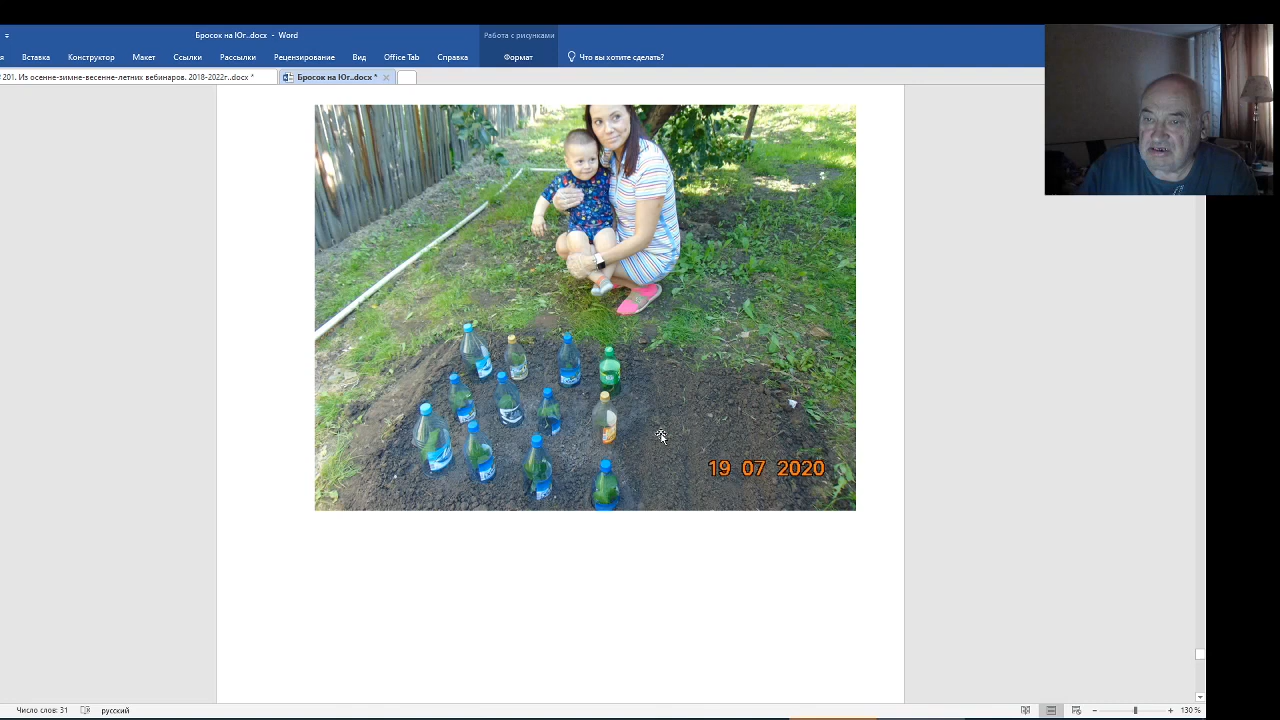 Бросок на Юг..docx - Word
Работа с рисунками
я Вставка Конструктор Макет Ссылки Рассылки Рецензирование Вид Office Tab Справка Формат Что вы хотите сделать?
201. Из осенне-зимне-весенне-летних вебинаров. 2018-2022г..docx *
Бросок на Юг..docx *
19 07 2020
Число слов: 31 русский
130 %